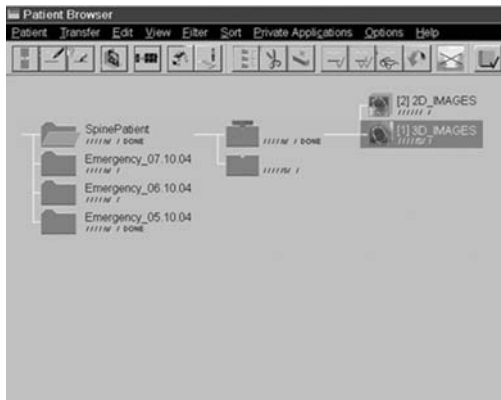 Patient Browser
Patient Transfer Edit View Filter Sort Private Applications Options Help
[2] 2D_IMAGES
SpinePatient
/ DONE
/ DONE
[1] 3D_IMAGES
Emergency_07.10.04
Emergency_06.10.04
Emergency_05.10.04
/ DONE